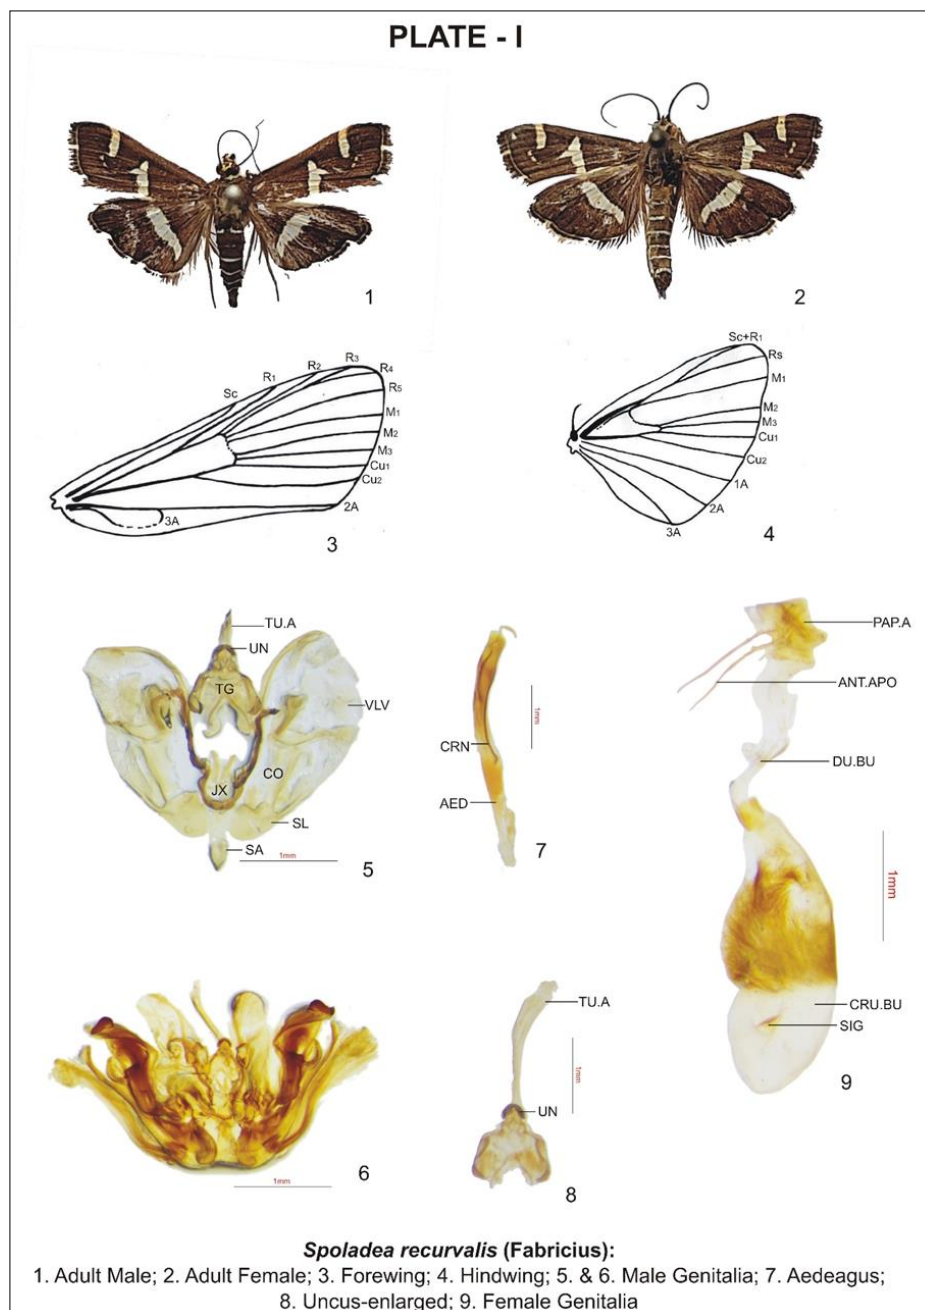 PLATE - I
1
2
Sc
R1
R2
R3
R4
R5
M1
M2
M3
Cu1
Cu2
2A
3A
3
Sc+R1
Rs
M1
M2
M3
Cu1
Cu2
1A
2A
3A
4
TU.A
UN
TG
VLV
CO
JX
SL
SA
1mm
5
CRN
AED
1mm
7
PAP.A
ANT.APO
DU.BU
1mm
CRU.BU
SIG
9
1mm
6
TU.A
1mm
UN
8
Spoladea recurvalis (Fabricius):
1. Adult Male; 2. Adult Female; 3. Forewing; 4. Hindwing; 5. & 6. Male Genitalia; 7. Aedeagus;
8. Uncus-enlarged; 9. Female Genitalia